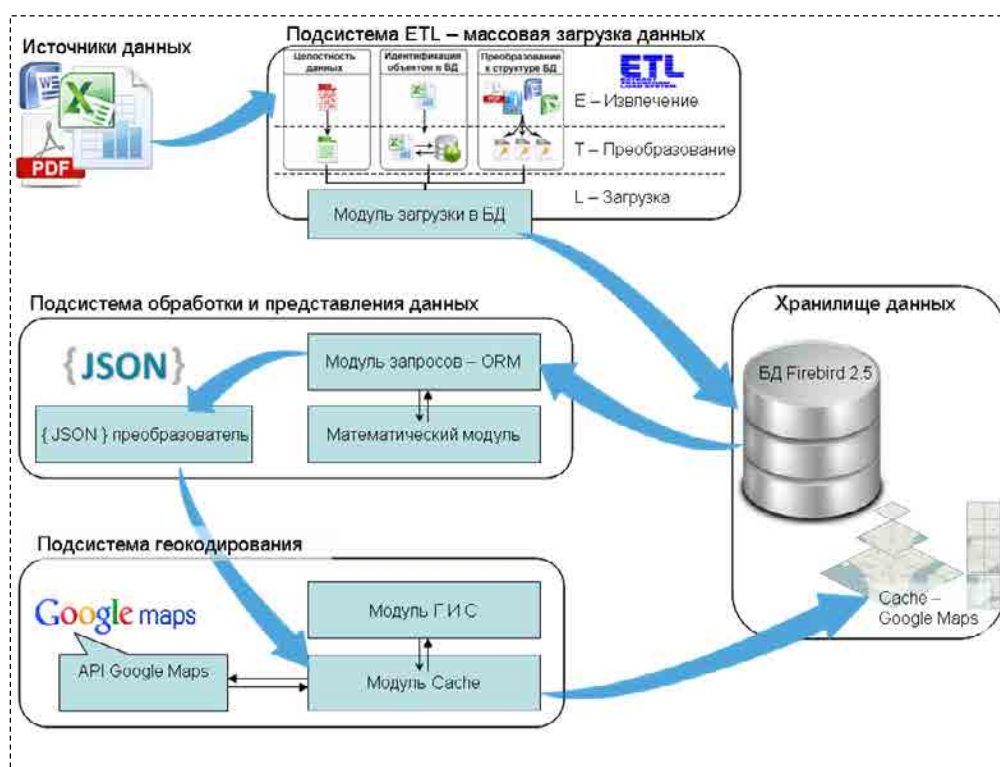 Источники данных
PDF
Подсистема ETL – массовая загрузка данных
Целостность
данных
Идентификация
объектов в БД
Преобразование
к структуре БД
ETL
E – Извлечение
T – Преобразование
L – Загрузка
Модуль загрузки в БД
Подсистема обработки и представления данных
{JSON}
Модуль запросов – ORM
{ JSON } преобразователь
Математический модуль
Хранилище данных
БД Firebird 2.5
Cache –
Google Maps
Подсистема геокодирования
Google maps
Модуль Г И С
API Google Maps
Модуль Cache